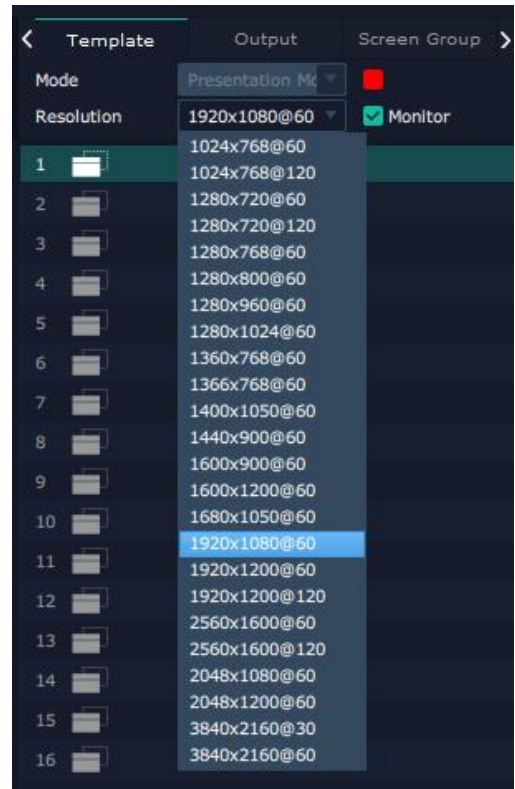 Template Output Screen Group
Mode Presentation Mo
Resolution 1920x1080@60 Monitor
1024x768@60
1 1024x768@120
2 1280x720@60
1280x720@120
3 1280x768@60
4 1280x800@60
1280x960@60
5 1280x1024@60
6 1360x768@60
1366x768@60
7 1400x1050@60
8 1440x900@60
1600x900@60
9 1600x1200@60
10 1680x1050@60
1920x1080@60
11 1920x1200@60
12 1920x1200@120
2560x1600@60
13 2560x1600@120
14 2048x1080@60
2048x1200@60
15 3840x2160@30
16 3840x2160@60